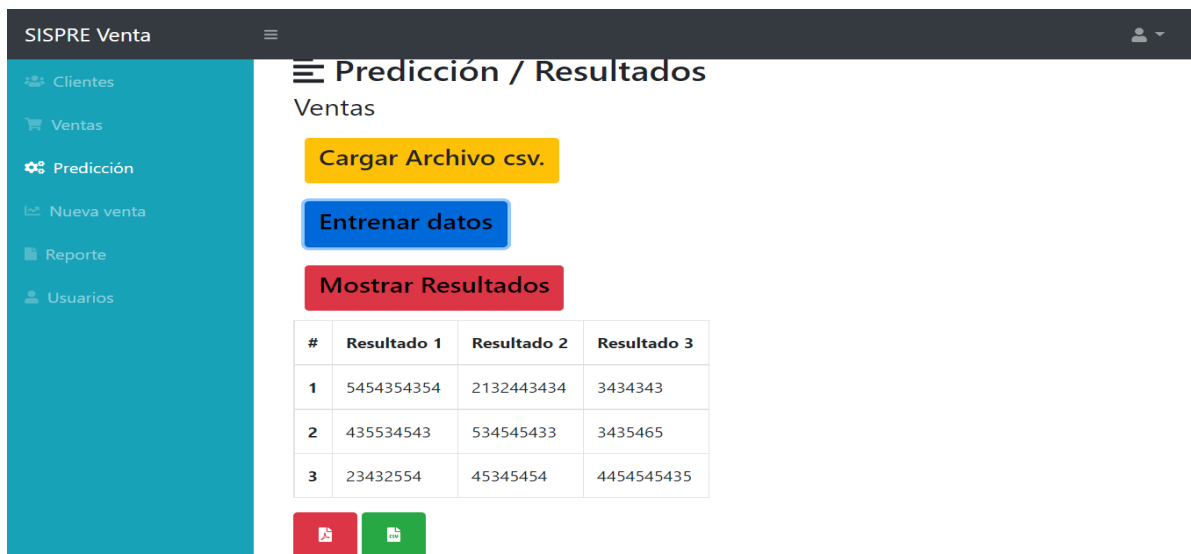 SISPRE Venta
Clientes
Ventas
Predicción
Nueva venta
Reporte
Usuarios
Predicción / Resultados
Ventas
Cargar Archivo csv.
Entrenar datos
Mostrar Resultados
# Resultado 1 Resultado 2 Resultado 3
1 5454354354 2132443434 3434343
2 435534543 534545433 3435465
3 23432554 45345454 4454545435
CSV